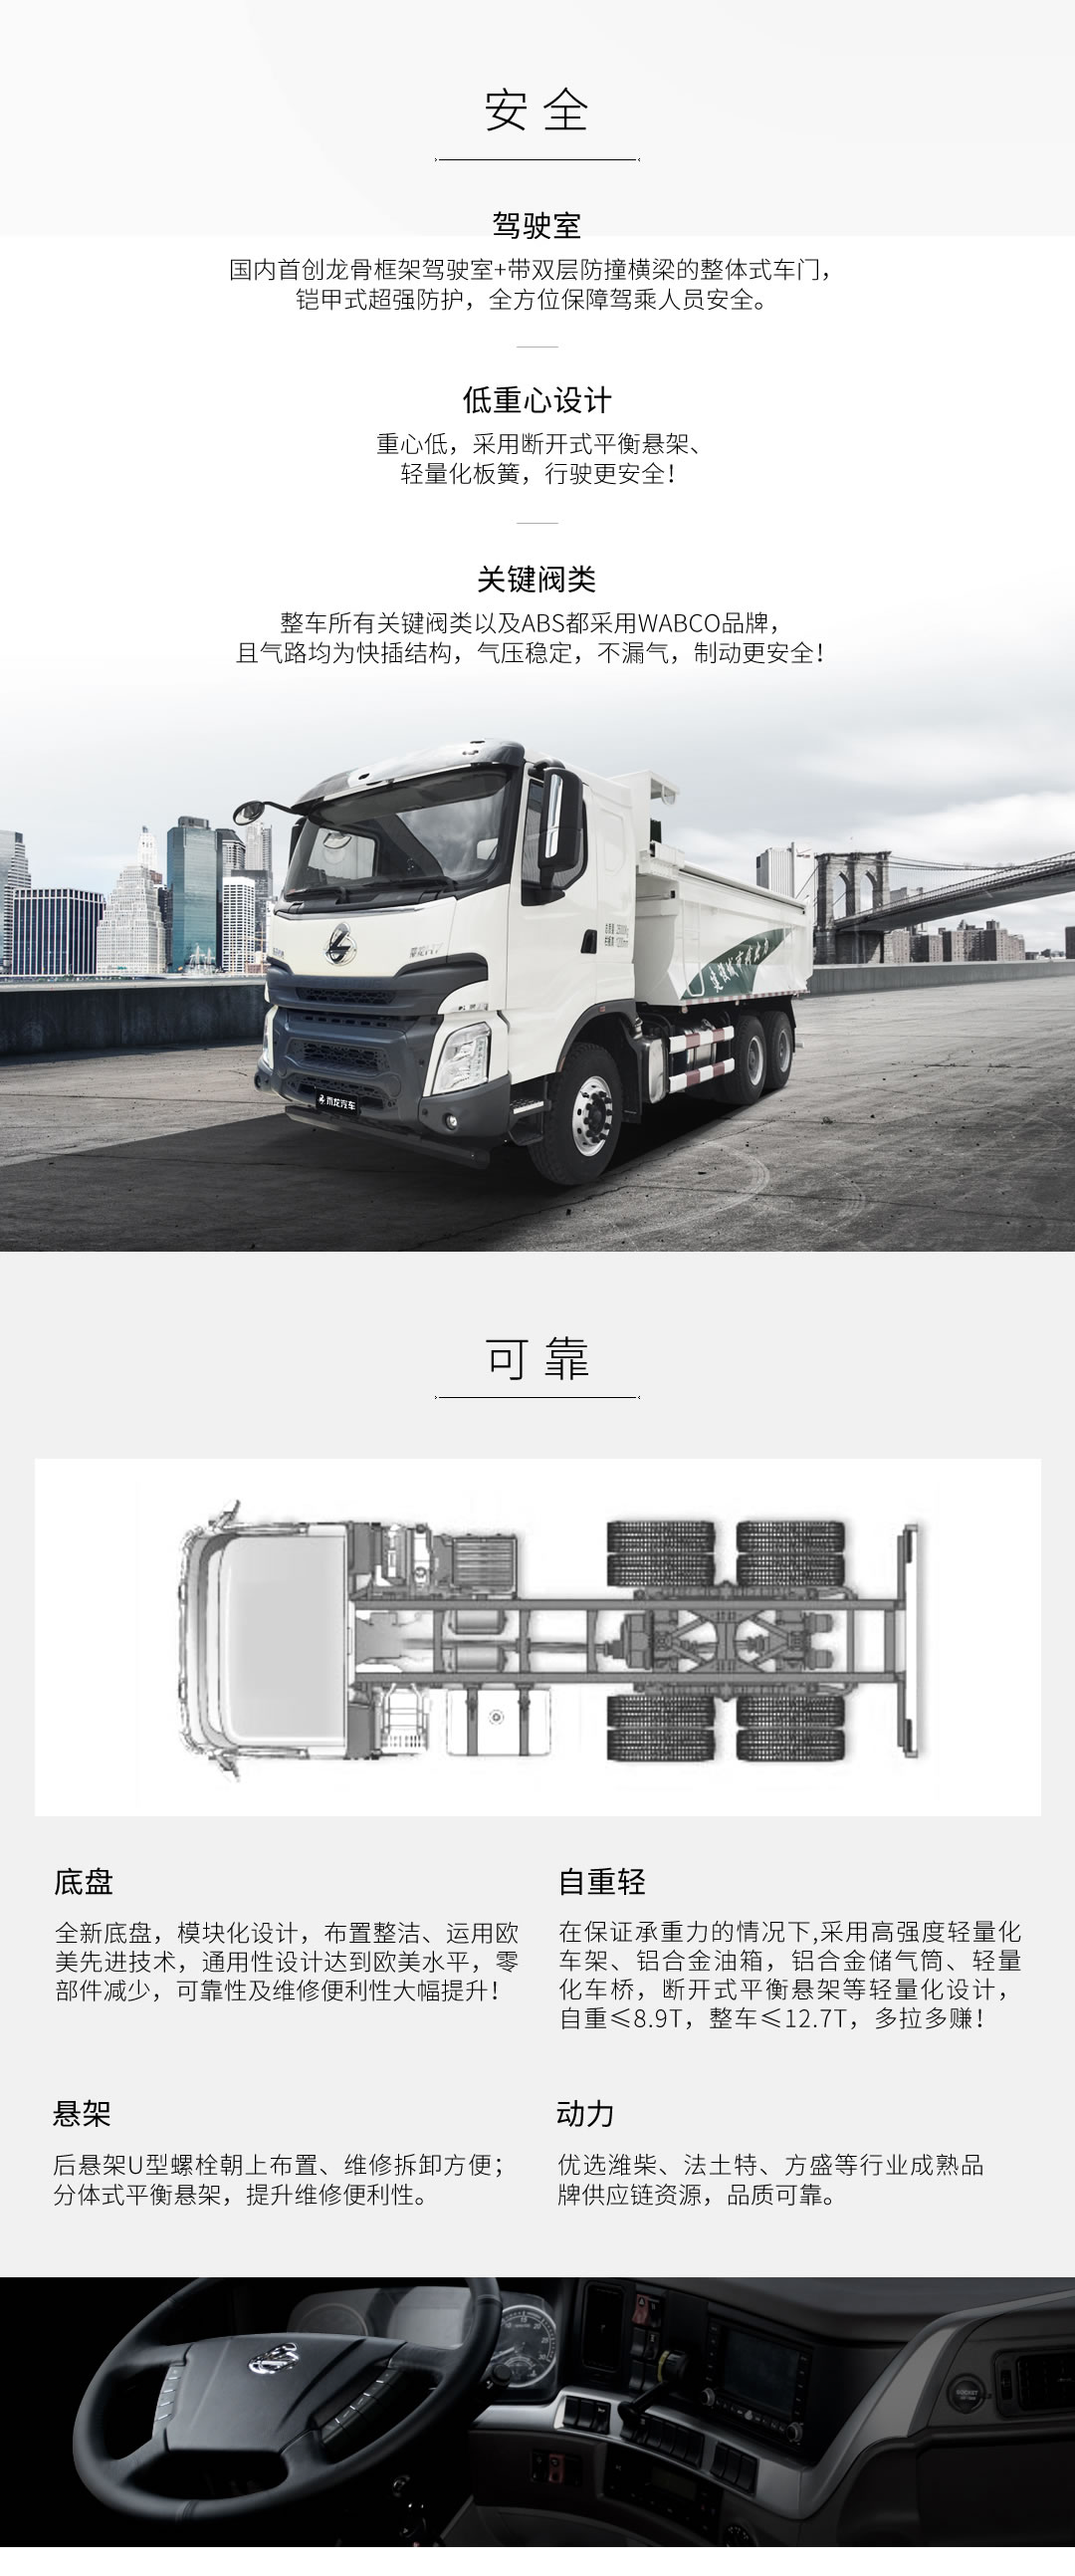 安全
驾驶室
国内首创龙骨框架驾驶室+带双层防撞横梁的整体式车门，
铠甲式超强防护，全方位保障驾乘人员安全。
低重心设计
重心低，采用断开式平衡悬架、
轻量化板簧，行驶更安全！
关键阀类
整车所有关键阀类以及ABS都采用WABCO品牌，
且气路均为快插结构，气压稳定，不漏气，制动更安全！
乘龙汽车
可靠
底盘
全新底盘，模块化设计，布置整洁、运用欧
美先进技术，通用性设计达到欧美水平，零
部件减少，可靠性及维修便利性大幅提升！
自重轻
在保证承重力的情况下,采用高强度轻量化
车架、铝合金油箱，铝合金储气筒、轻量
化车桥，断开式平衡悬架等轻量化设计，
自重≤8.9T，整车≤12.7T，多拉多赚！
悬架
后悬架U型螺栓朝上布置、维修拆卸方便；
分体式平衡悬架，提升维修便利性。
动力
优选潍柴、法士特、方盛等行业成熟品
牌供应链资源，品质可靠。